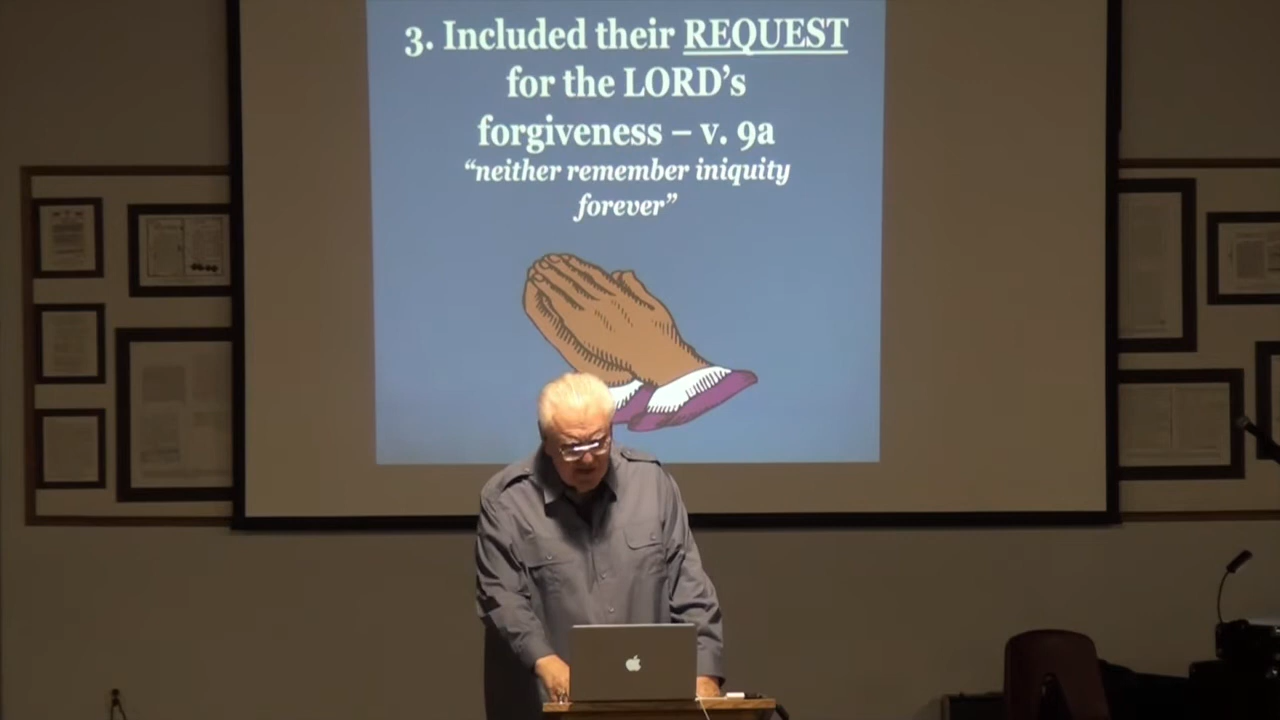 3. Included their REQUEST
for the LORD's
forgiveness – v. 9a
“neither remember iniquity
forever”